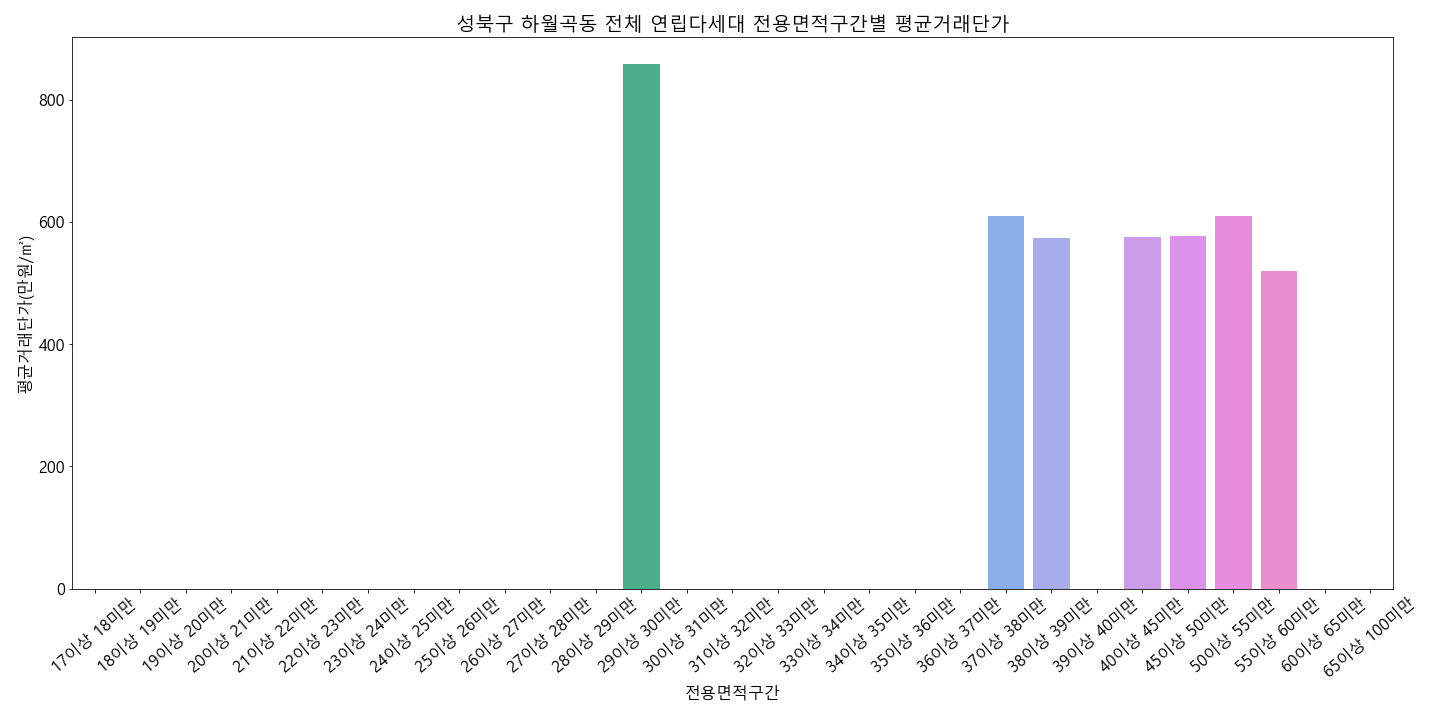 성북구 하월곡동 전체 연립다세대 전용면적구간별 평균거래단가
평균거래단가(만원/㎡)
800
600
400
200
0
17이상 18미만
18이상 19미만
19이상 20미만
20이상 21미만
21이상 22미만
22이상 23미만
23이상 24미만
24이상 25미만
25이상 26미만
26이상 27미만
27이상 28미만
28이상 29미만
29이상 30미만
30이상 31미만
31이상 32미만
32이상 33미만
33이상 34미만
34이상 35미만
35이상 36미만
36이상 37미만
37이상 38미만
38이상 39미만
39이상 40미만
40이상 45미만
45이상 50미만
50이상 55미만
55이상 60미만
60이상 65미만
65이상 100미만
전용면적구간